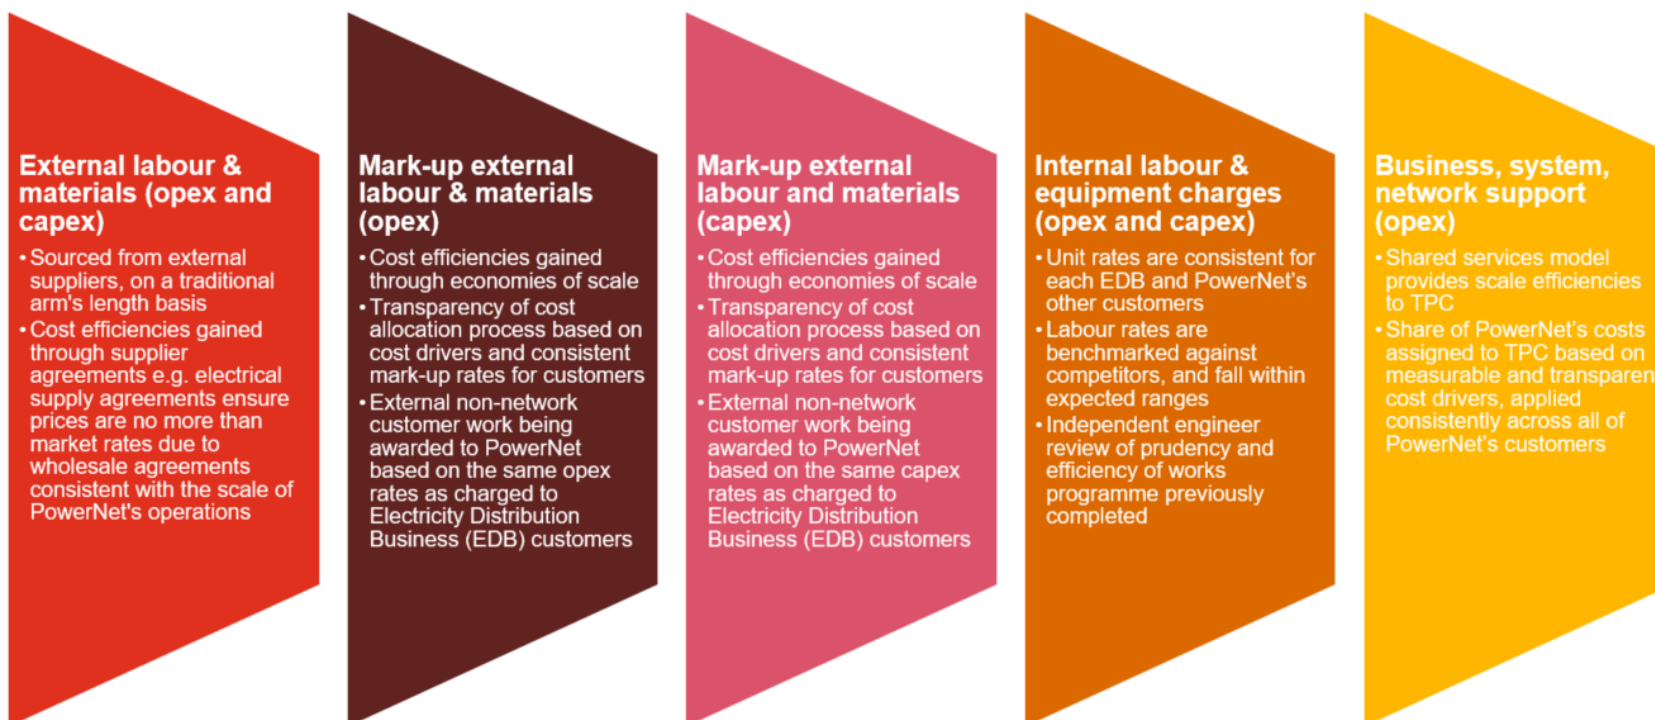 External labour &
materials (opex and
capex)
• Sourced from external
suppliers, on a traditional
arm's length basis
• Cost efficiencies gained
through supplier
agreements e.g. electrical
supply agreements ensure
prices are no more than
market rates due to
wholesale agreements
consistent with the scale of
PowerNet's operations
Mark-up external
labour & materials
(opex)
• Cost efficiencies gained
through economies of scale
• Transparency of cost
allocation process based on
cost drivers and consistent
mark-up rates for customers
• External non-network
customer work being
awarded to PowerNet
based on the same opex
rates as charged to
Electricity Distribution
Business (EDB) customers
Mark-up external
labour and materials
(capex)
• Cost efficiencies gained
through economies of scale
• Transparency of cost
allocation process based on
cost drivers and consistent
mark-up rates for customers
• External non-network
customer work being
awarded to PowerNet
based on the same capex
rates as charged to
Electricity Distribution
Business (EDB) customers
Internal labour &
equipment charges
(opex and capex)
• Unit rates are consistent for
each EDB and PowerNet's
other customers
• Labour rates are
benchmarked against
competitors, and fall within
expected ranges
• Independent engineer
review of prudency and
efficiency of works
programme previously
completed
Business, system,
network support
(opex)
• Shared services model
provides scale efficiencies
to TPC
• Share of PowerNet's costs
assigned to TPC based on
measurable and transparen
cost drivers, applied
consistently across all of
PowerNet's customers